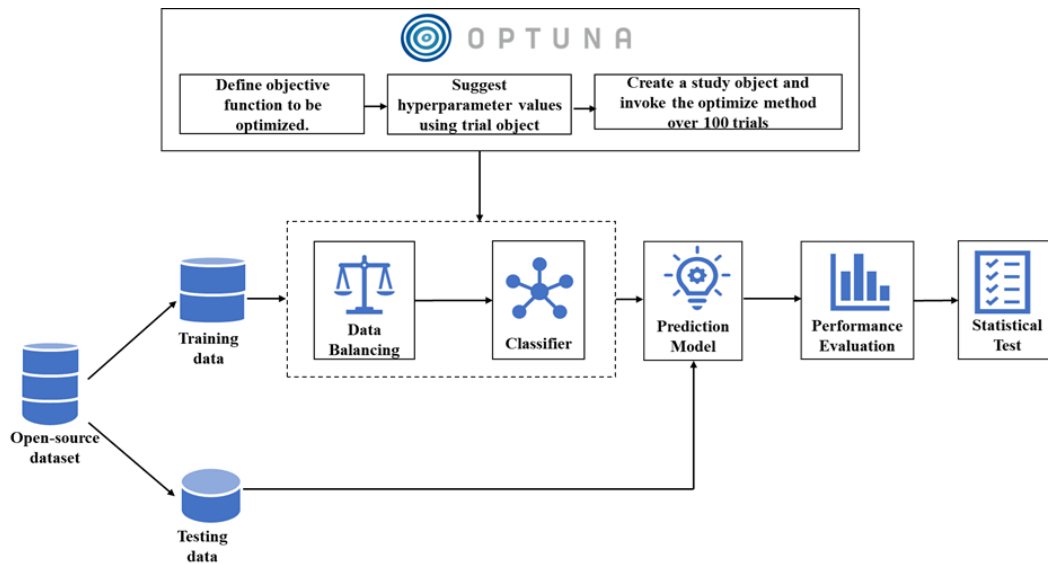 OPTUNA
Define objective
function to be
optimized.
Suggest
hyperparameter values
using trial object
Create a study object and
invoke the optimize method
over 100 trials
Training
data
Data
Balancing
Classifier
Prediction
Model
Performance
Evaluation
Statistical
Test
Open-source
dataset
Testing
data